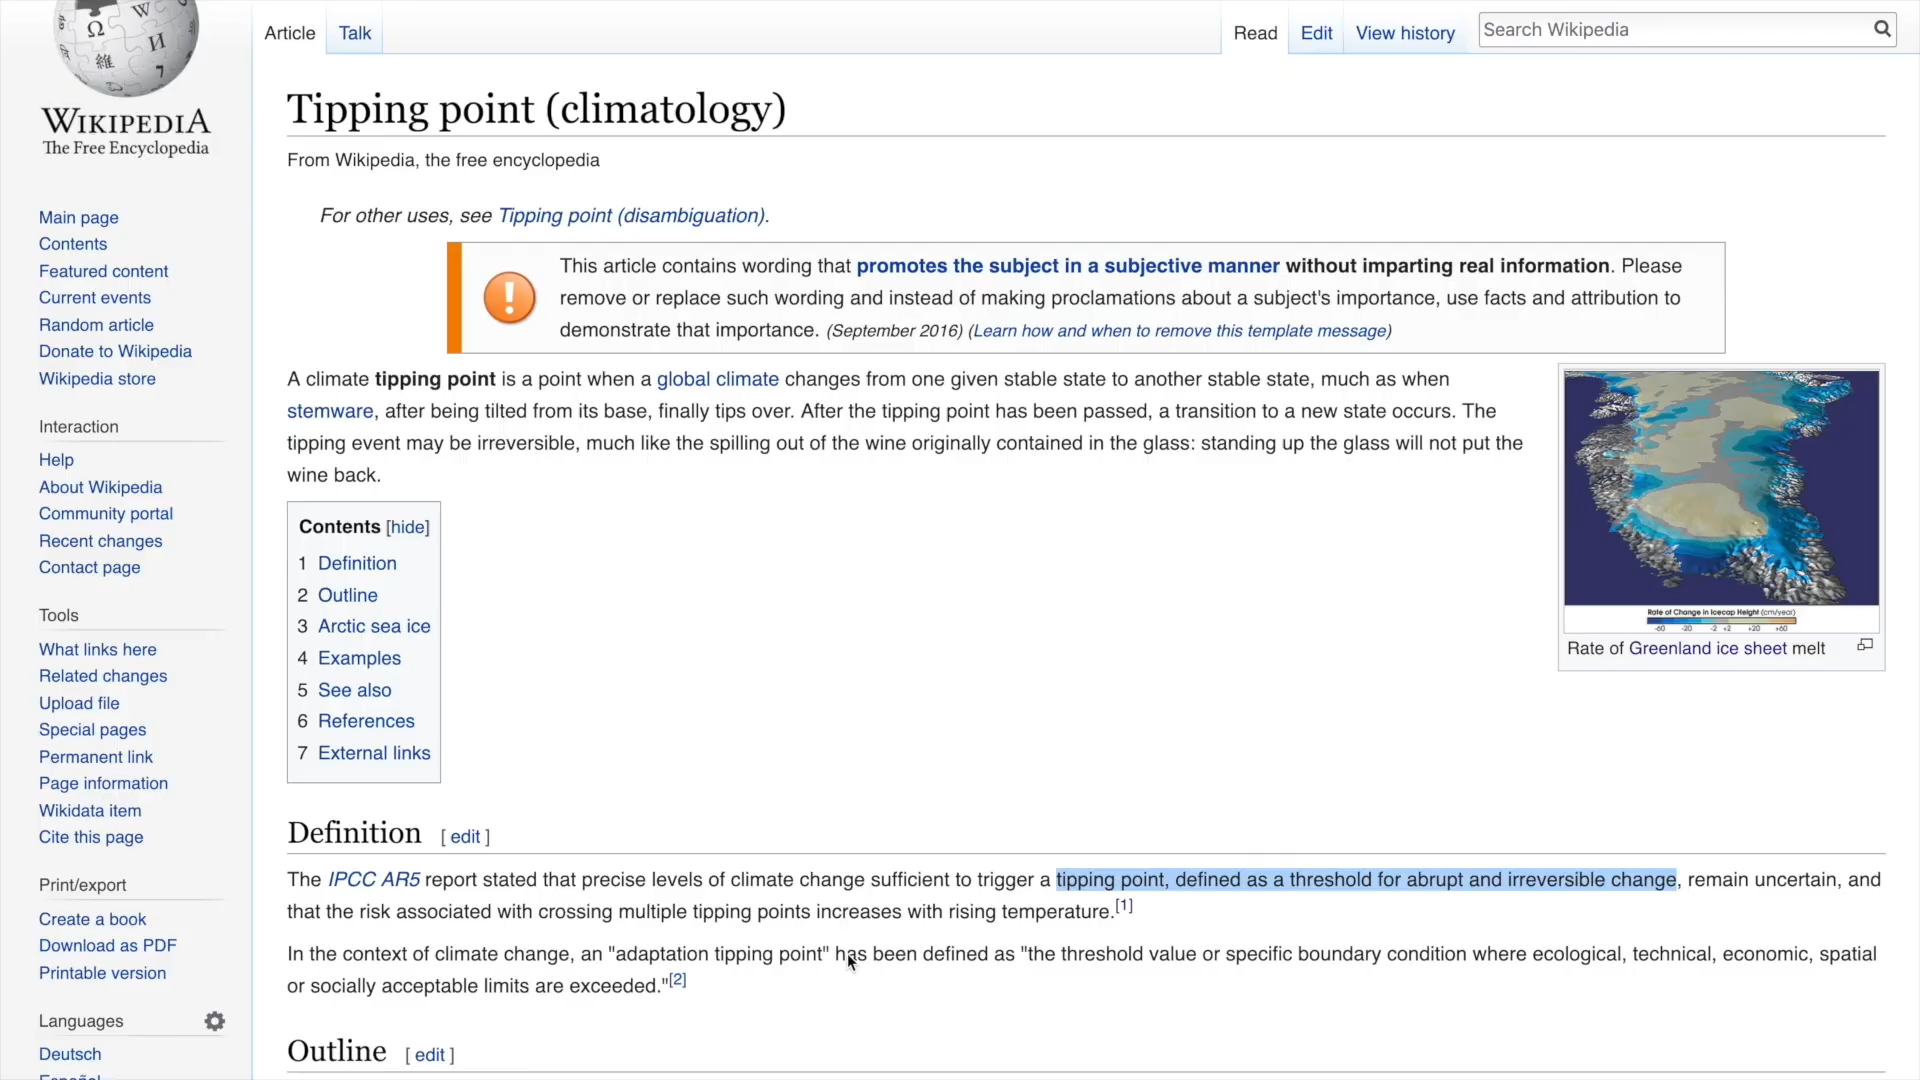 Article
Talk
Read
Edit
View history
Search Wikipedia
WIKIPEDIA
The Free Encyclopedia
Main page
Contents
Featured content
Current events
Random article
Donate to Wikipedia
Wikipedia store
Interaction
Help
About Wikipedia
Community portal
Recent changes
Contact page
Tools
What links here
Related changes
Upload file
Special pages
Permanent link
Page information
Wikidata item
Cite this page
Print/export
Create a book
Download as PDF
Printable version
Languages
Deutsch
Tipping point (climatology)
From Wikipedia, the free encyclopedia
For other uses, see Tipping point (disambiguation).
This article contains wording that promotes the subject in a subjective manner without imparting real information. Please
remove or replace such wording and instead of making proclamations about a subject's importance, use facts and attribution to
demonstrate that importance. (September 2016) (Learn how and when to remove this template message)
A climate tipping point is a point when a global climate changes from one given stable state to another stable state, much as when
stemware, after being tilted from its base, finally tips over. After the tipping point has been passed, a transition to a new state occurs. The
tipping event may be irreversible, much like the spilling out of the wine originally contained in the glass: standing up the glass will not put the
wine back.
Rate of Change in Icecap Height (cm/year)
-60 -20 -2 +2 +20 +60
Rate of Greenland ice sheet melt
Contents [hide]
1 Definition
2 Outline
3 Arctic sea ice
4 Examples
5 See also
6 References
7 External links
Definition [ edit ]
The IPCC AR5 report stated that precise levels of climate change sufficient to trigger a tipping point, defined as a threshold for abrupt and irreversible change, remain uncertain, and
that the risk associated with crossing multiple tipping points increases with rising temperature.[1]
In the context of climate change, an "adaptation tipping point" has been defined as "the threshold value or specific boundary condition where ecological, technical, economic, spatial
or socially acceptable limits are exceeded."[2]
Outline [ edit ]